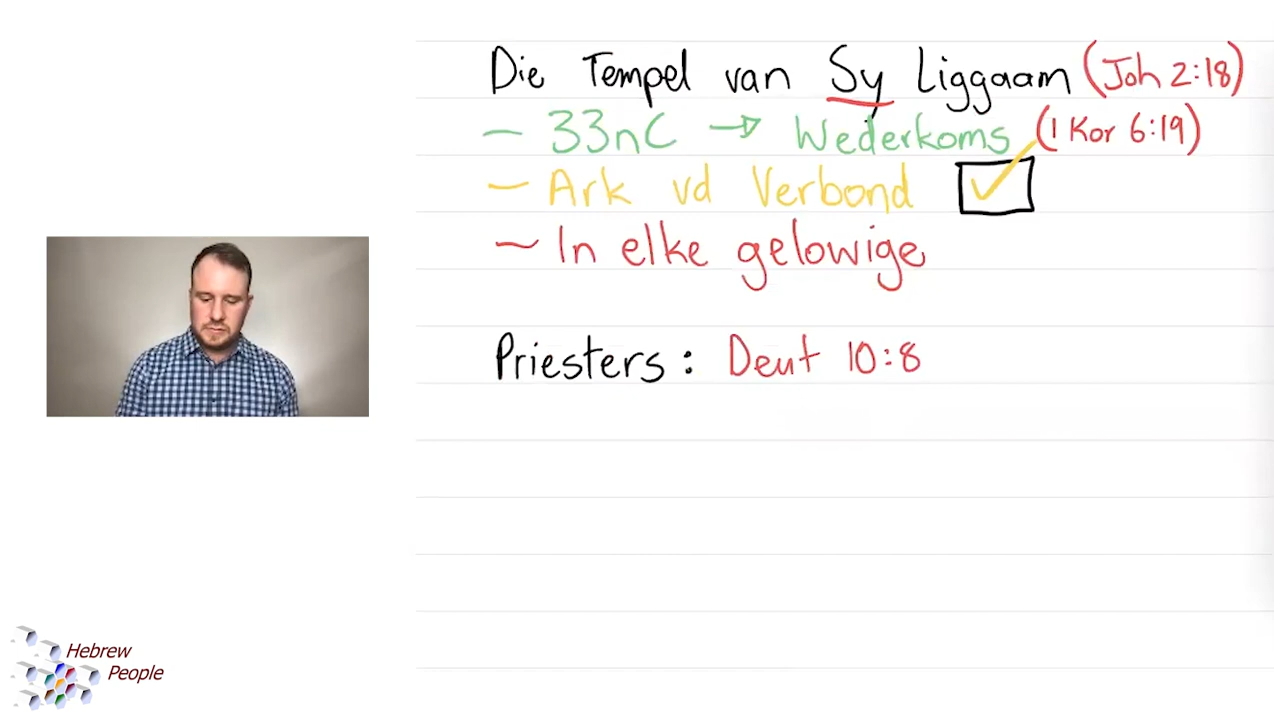 Die Tempel van Sy Liggaam (Joh 2:18)
- 33nC → Wederkoms (1 Kor 6:19)
- Ark vd Verbond ✓
- In elke gelowige
Priesters: Deut 10:8
Hebrew
People